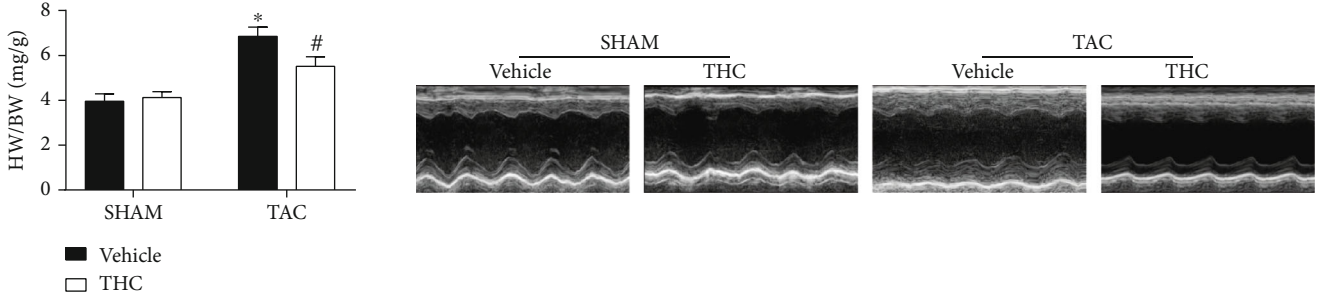 HW/BW (mg/g)
8
6
4
2
0
*
#
SHAM
TAC
Vehicle
THC
SHAM
Vehicle
THC
TAC
Vehicle
THC